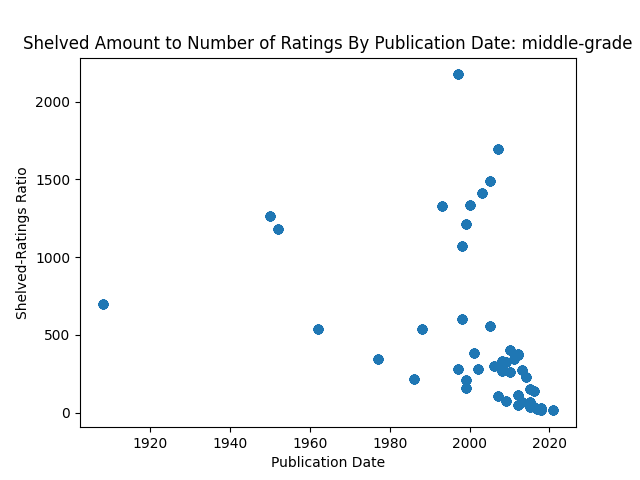 Shelved Amount to Number of Ratings By Publication Date: middle-grade
2000
1500
1000
500
0
Shelved-Ratings Ratio
1920 1940 1960 1980 2000 2020
Publication Date